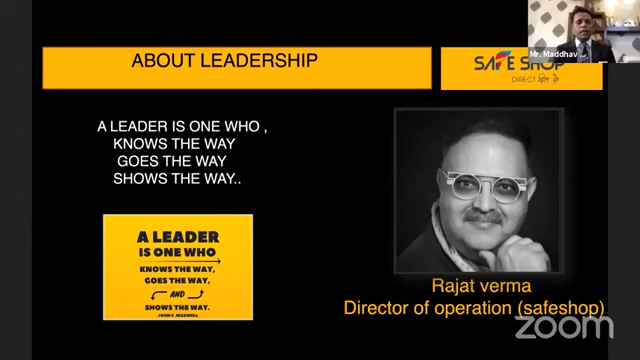 ABOUT LEADERSHIP
SAFE SHOP
DIRECT
Mr. Maddhav
A LEADER IS ONE WHO ,
KNOWS THE WAY
GOES THE WAY
SHOWS THE WAY..
A LEADER
IS ONE WHO
KNOWS THE WAY,
GOES THE WAY,
AND
SHOWS THE WAY.
JOHN C. MAXWELL
Rajat verma
Director of operation (safeshop)
zoom